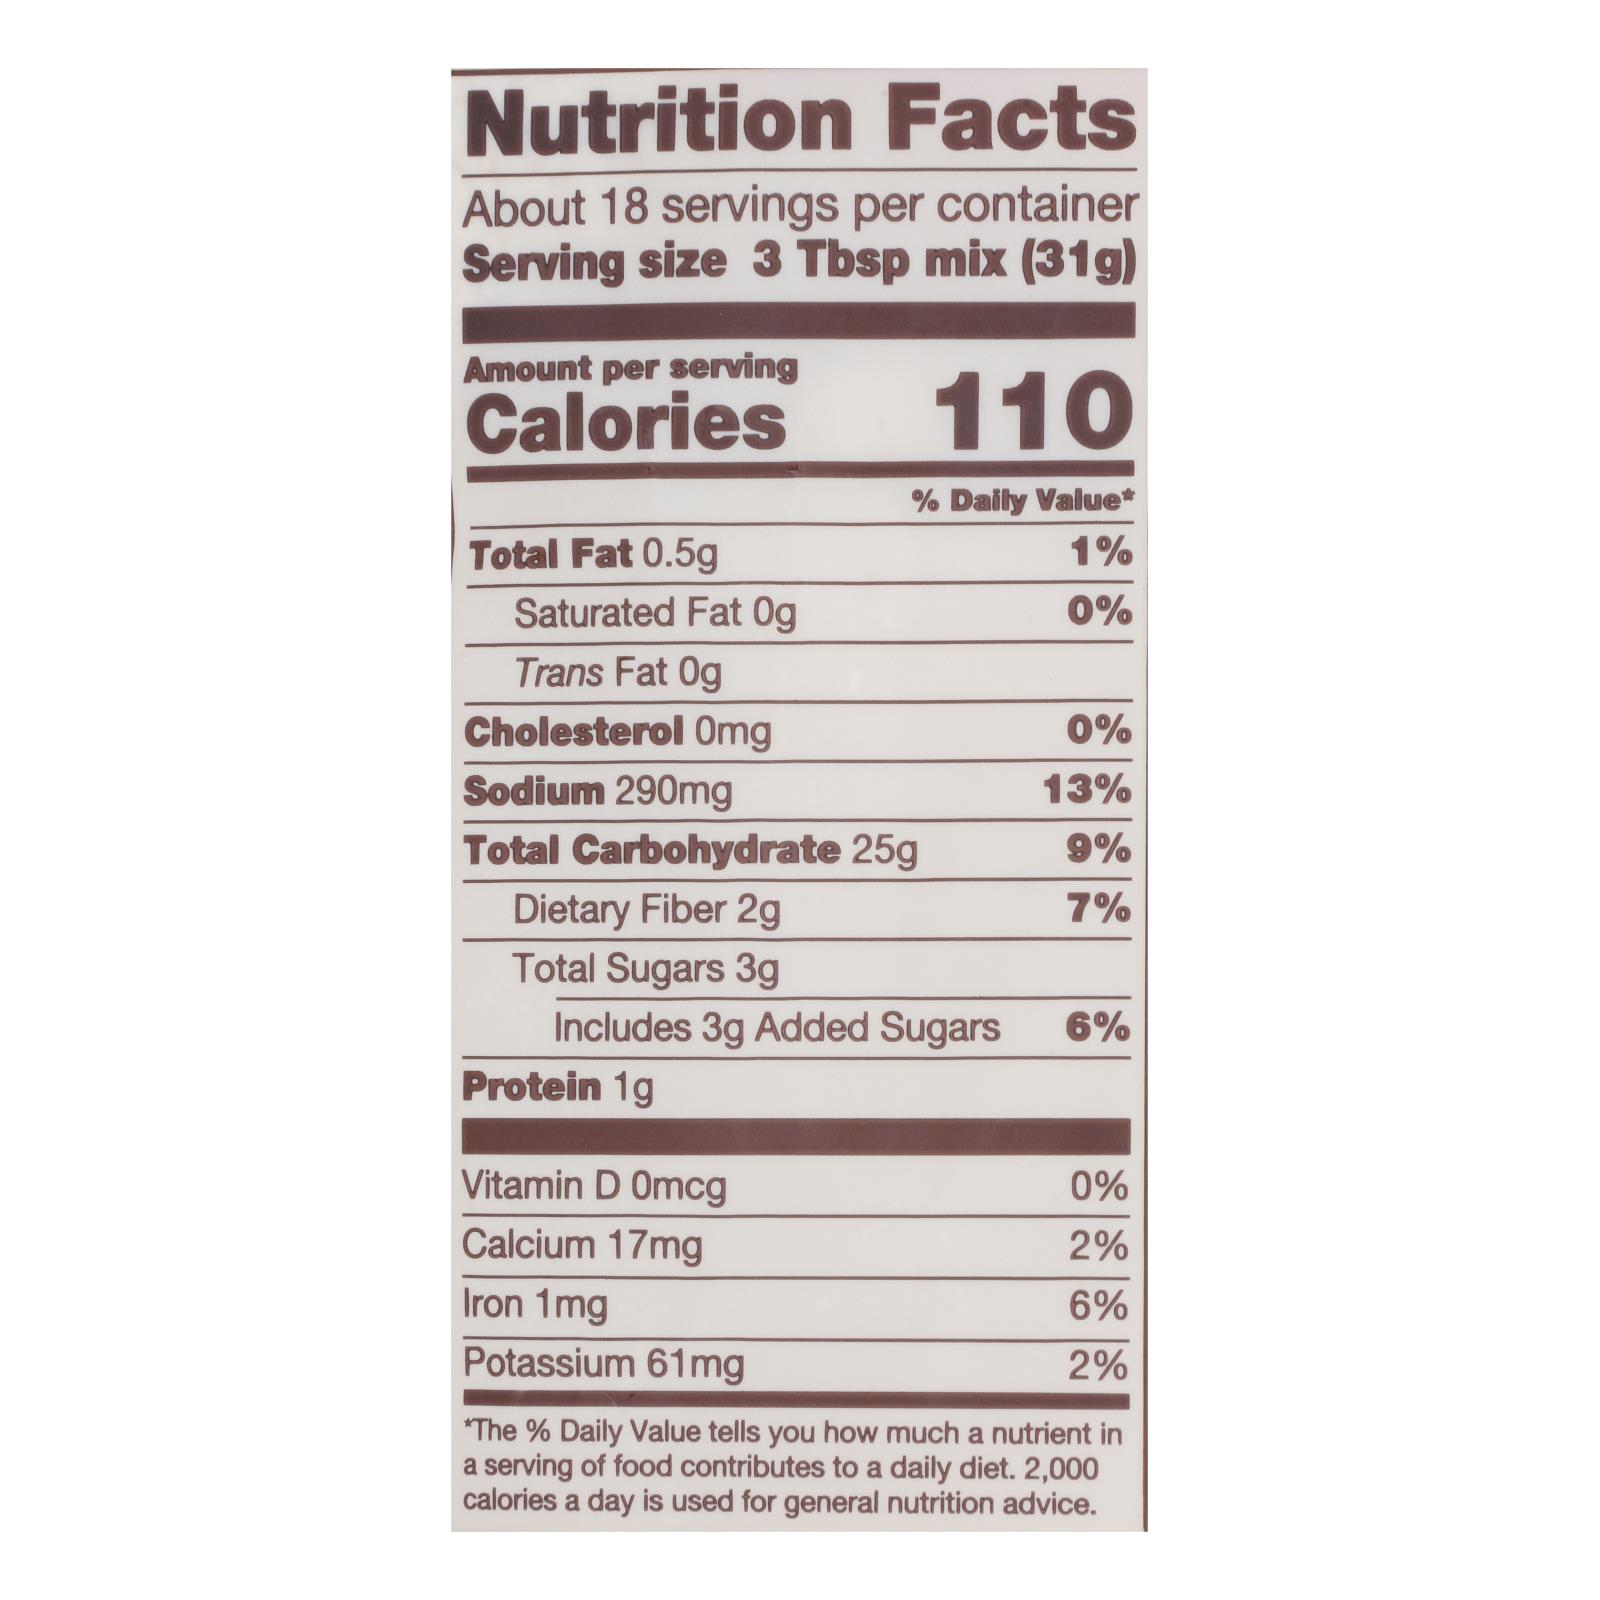 Nutrition Facts
About 18 servings per container
Serving size 3 Tbsp mix (31g)
Amount per serving
Calories 110
% Daily Value*
Total Fat 0.5g 1%
Saturated Fat 0g 0%
Trans Fat 0g
Cholesterol 0mg 0%
Sodium 290mg 13%
Total Carbohydrate 25g 9%
Dietary Fiber 2g 7%
Total Sugars 3g
Includes 3g Added Sugars 6%
Protein 1g
Vitamin D 0mcg 0%
Calcium 17mg 2%
Iron 1mg 6%
Potassium 61mg 2%
*The % Daily Value tells you how much a nutrient in
a serving of food contributes to a daily diet. 2,000
calories a day is used for general nutrition advice.